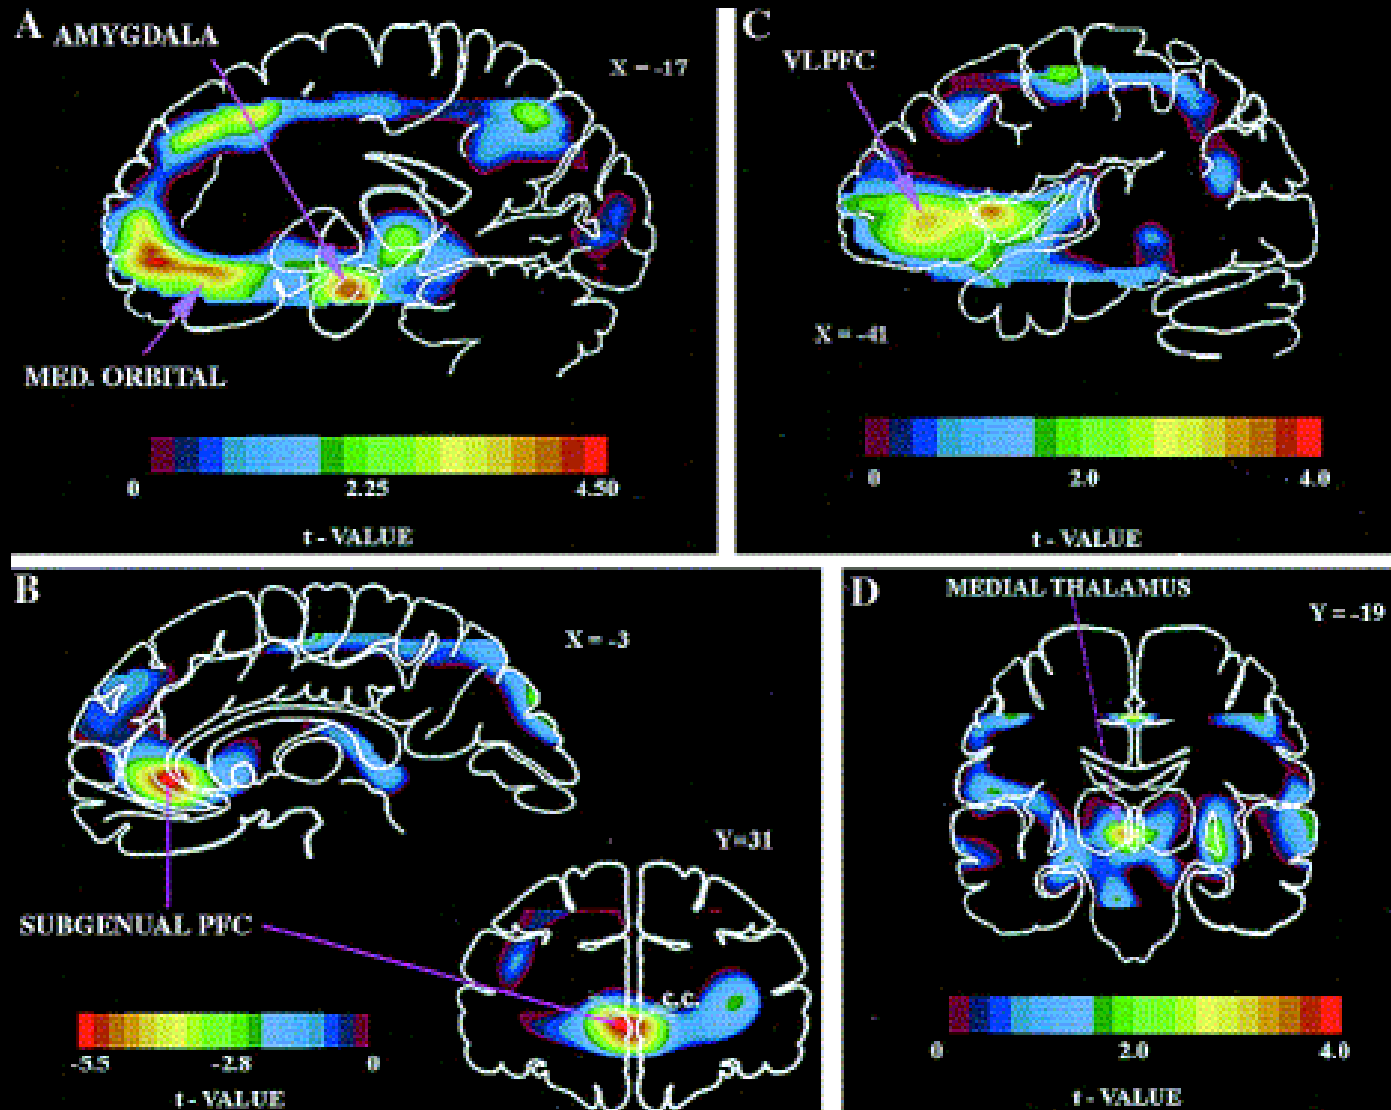 A
AMYGDALA
X = -17
MED. ORBITAL
0 2.25 4.50
t - VALUE
C
VLPFC
X = -41
0 2.0 4.0
t - VALUE
B
X = -3
Y=31
SUBGENUAL PFC
c.c.
-5.5 -2.8 0
t - VALUE
D
MEDIAL THALAMUS
Y = -19
0 2.0 4.0
t - VALUE